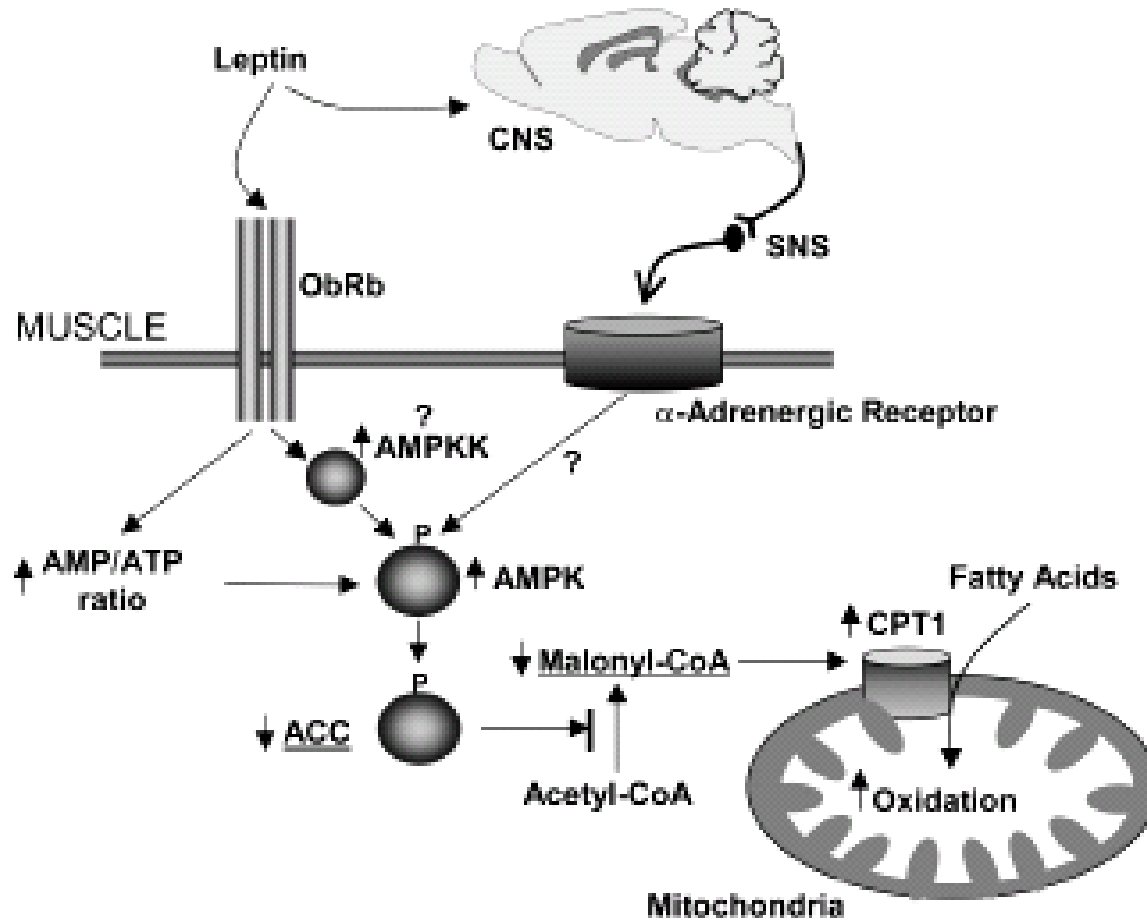 Leptin
CNS
SNS
ObRb
MUSCLE
α-Adrenergic Receptor
?
AMPKK
?
P
AMP/ATP
ratio
AMPK
Fatty Acids
CPT1
Malonyl-CoA
P
ACC
Acetyl-CoA
Oxidation
Mitochondria